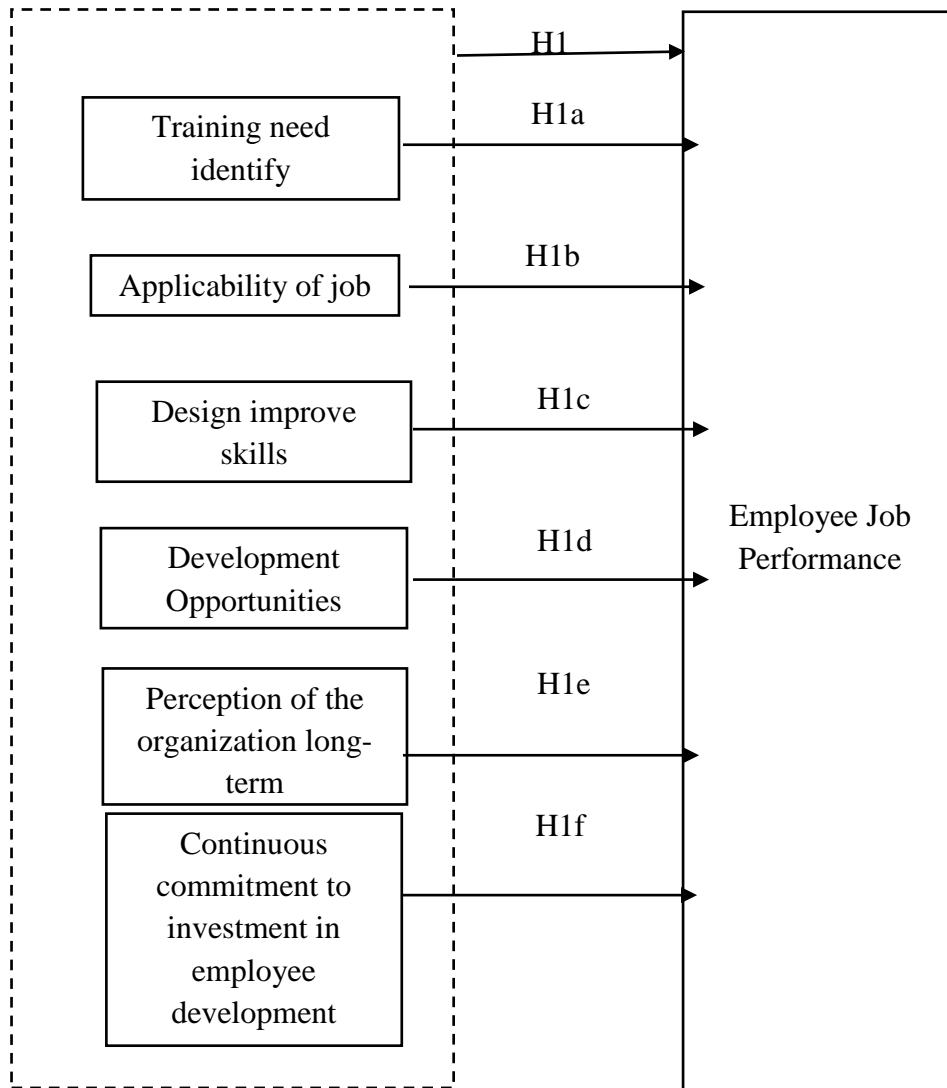 H1
H1a
Training need
identify
H1b
Applicability of job
H1c
Design improve
skills
H1d
Development
Opportunities
Employee Job
Performance
H1e
Perception of the
organization long-
term
H1f
Continuous
commitment to
investment in
employee
development